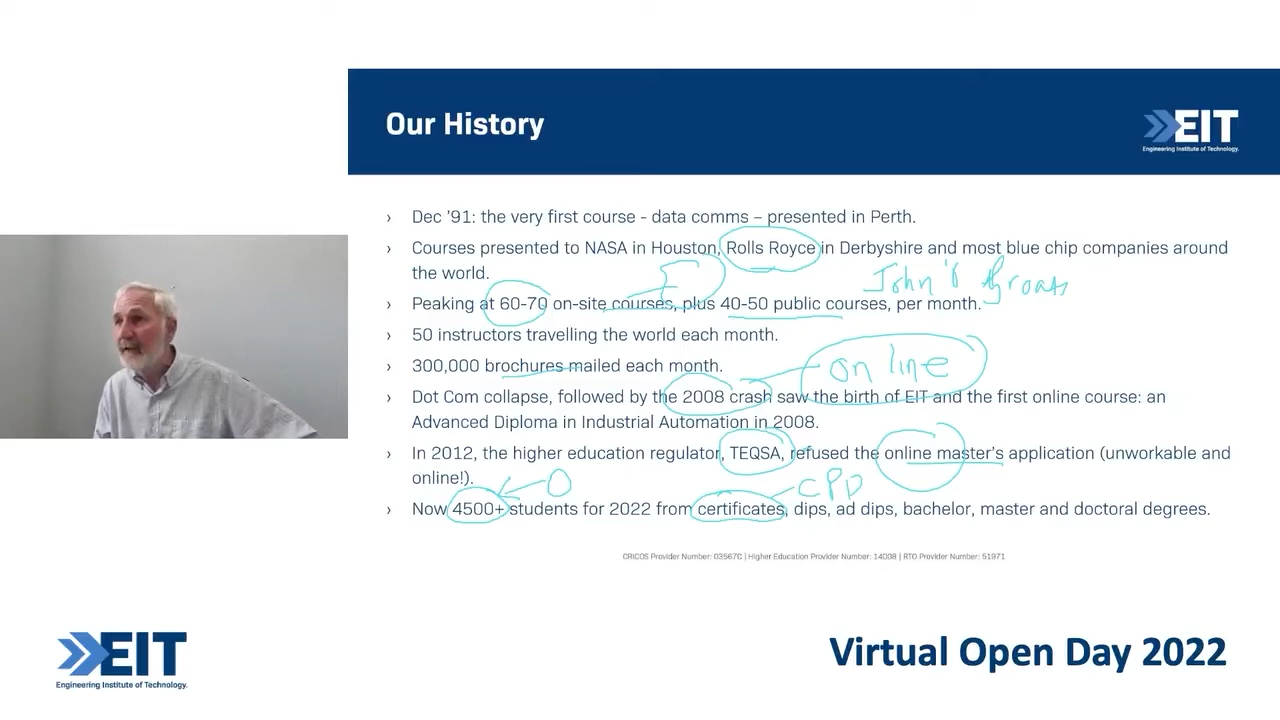 Our History
EIT
Engineering Institute of Technology.
› Dec '91: the very first course - data comms – presented in Perth.
› Courses presented to NASA in Houston, Rolls Royce in Derbyshire and most blue chip companies around
the world.
John O Groats
› Peaking at 60-70 on-site courses, plus 40-50 public courses, per month.
› 50 instructors travelling the world each month.
› 300,000 brochures mailed each month.
on line
› Dot Com collapse, followed by the 2008 crash saw the birth of EIT and the first online course: an
Advanced Diploma in Industrial Automation in 2008.
› In 2012, the higher education regulator, TEQSA, refused the online master's application (unworkable and
online!).
O
CPD
› Now 4500+ students for 2022 from certificates, dips, ad dips, bachelor, master and doctoral degrees.
CRICOS Provider Number: 03567C | Higher Education Provider Number: 14008 | RTO Provider Number: 51971
EIT
Engineering Institute of Technology.
Virtual Open Day 2022